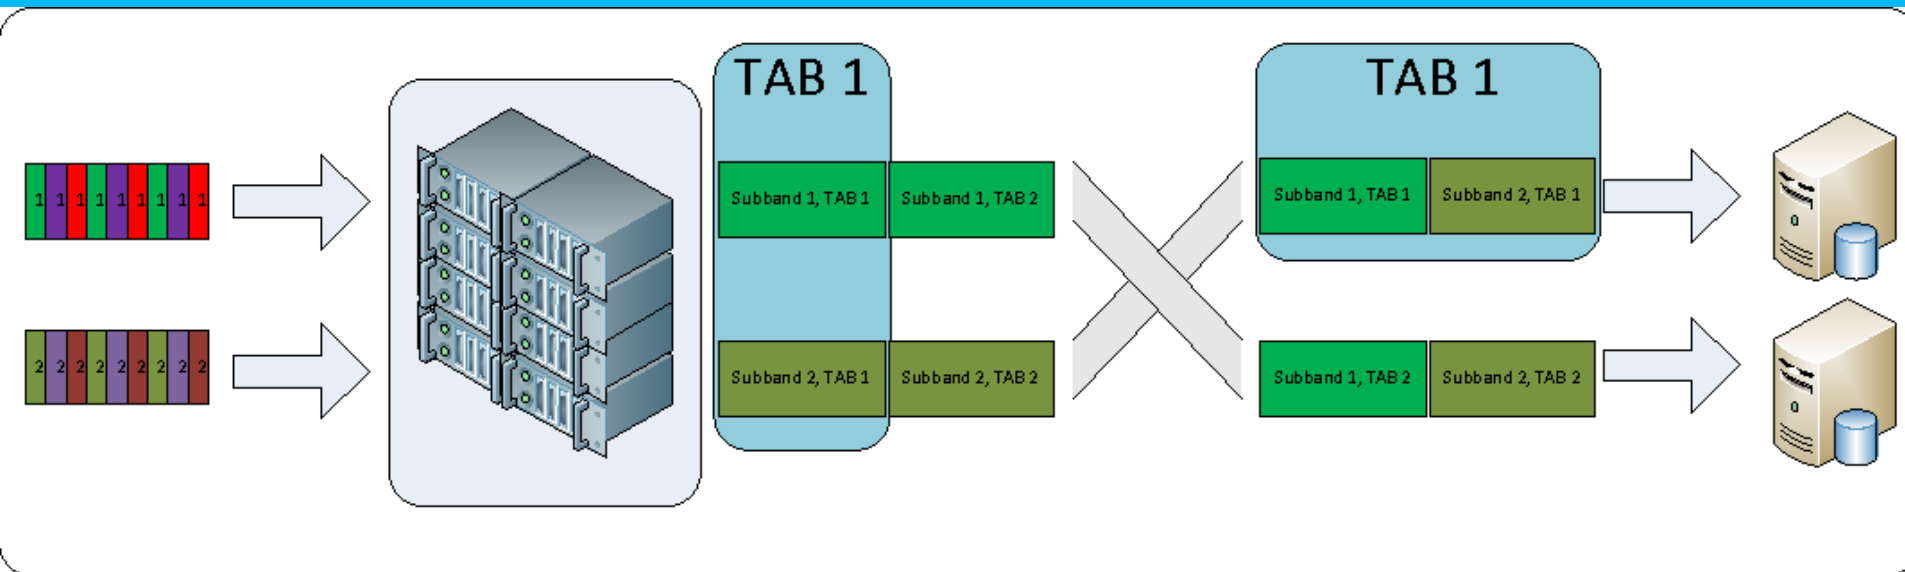 TAB 1
TAB 1
1 1 1 1 1 1 1 1 1
Subband 1, TAB 1
Subband 1, TAB 2
Subband 1, TAB 1
Subband 2, TAB 1
2 2 2 2 2 2 2 2 2
Subband 2, TAB 1
Subband 2, TAB 2
Subband 1, TAB 2
Subband 2, TAB 2